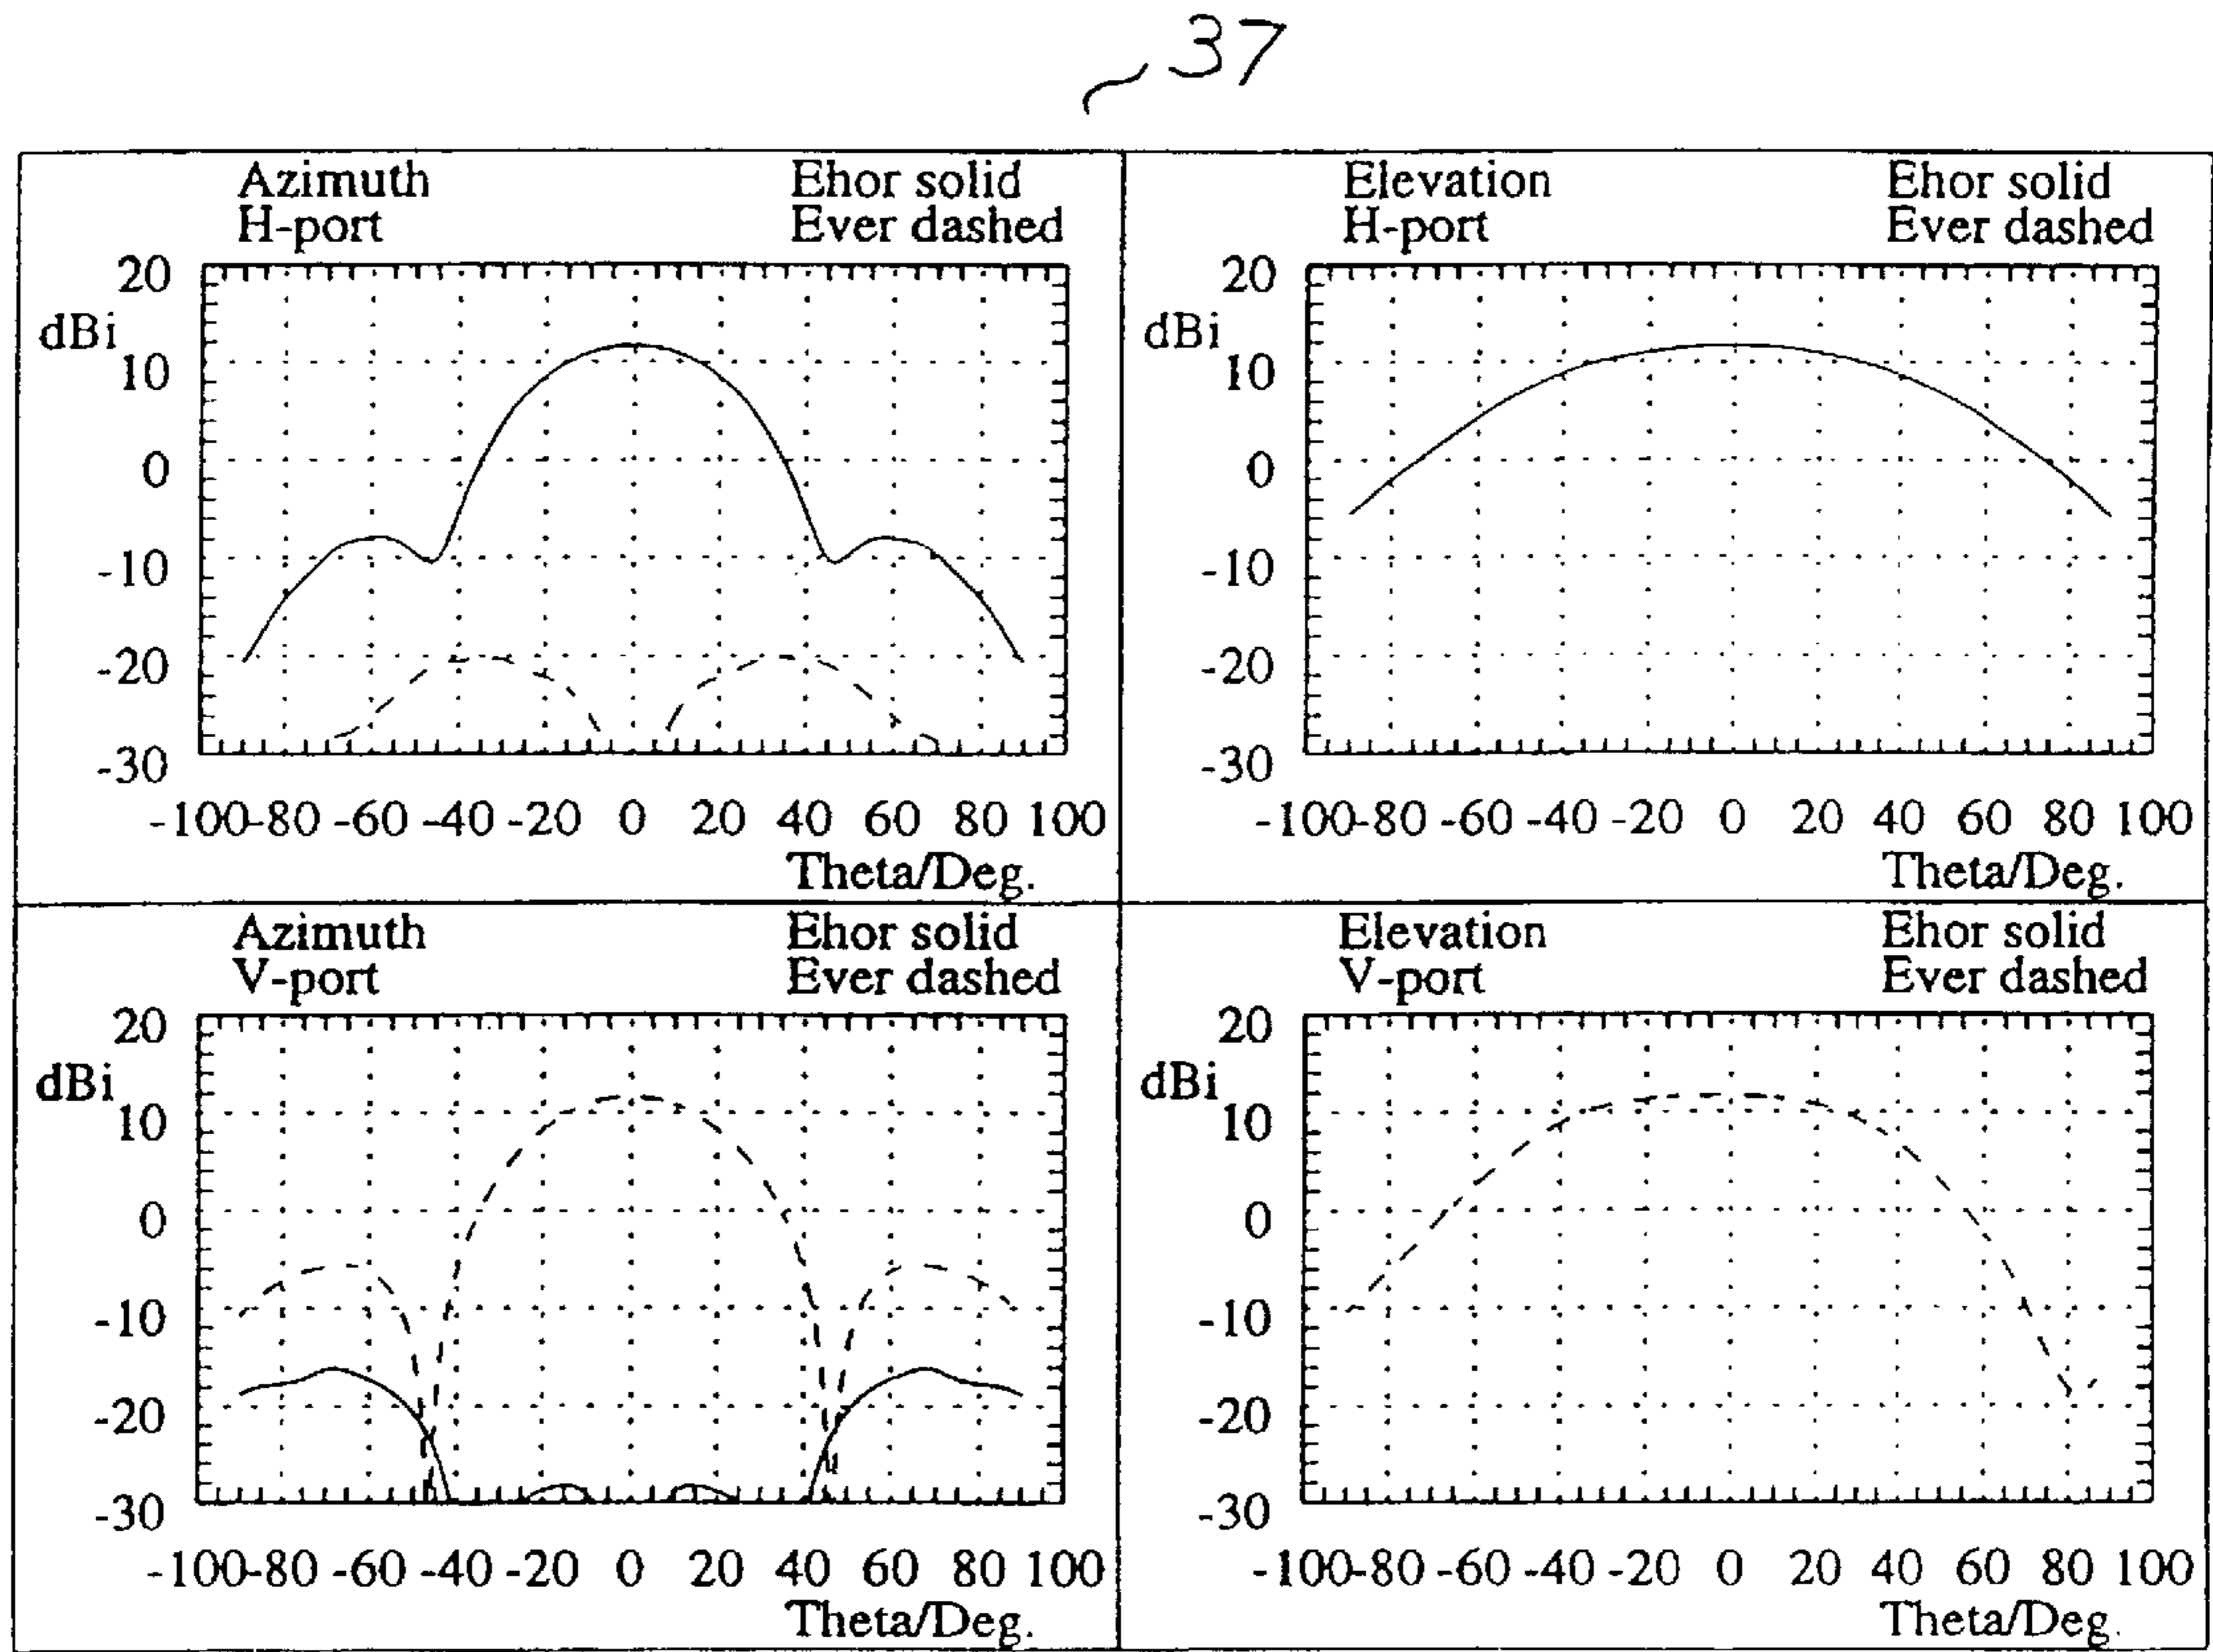 37
Azimuth Ehor solid
H-port Ever dashed
20
dBi
10
0
-10
-20
-30
-100 -80 -60 -40 -20 0 20 40 60 80 100
Theta/Deg.
Elevation Ehor solid
H-port Ever dashed
20
dBi
10
0
-10
-20
-30
-100 -80 -60 -40 -20 0 20 40 60 80 100
Theta/Deg.
Azimuth Ehor solid
V-port Ever dashed
20
dBi
10
0
-10
-20
-30
-100 -80 -60 -40 -20 0 20 40 60 80 100
Theta/Deg.
Elevation Ehor solid
V-port Ever dashed
20
dBi
10
0
-10
-20
-30
-100 -80 -60 -40 -20 0 20 40 60 80 100
Theta/Deg.